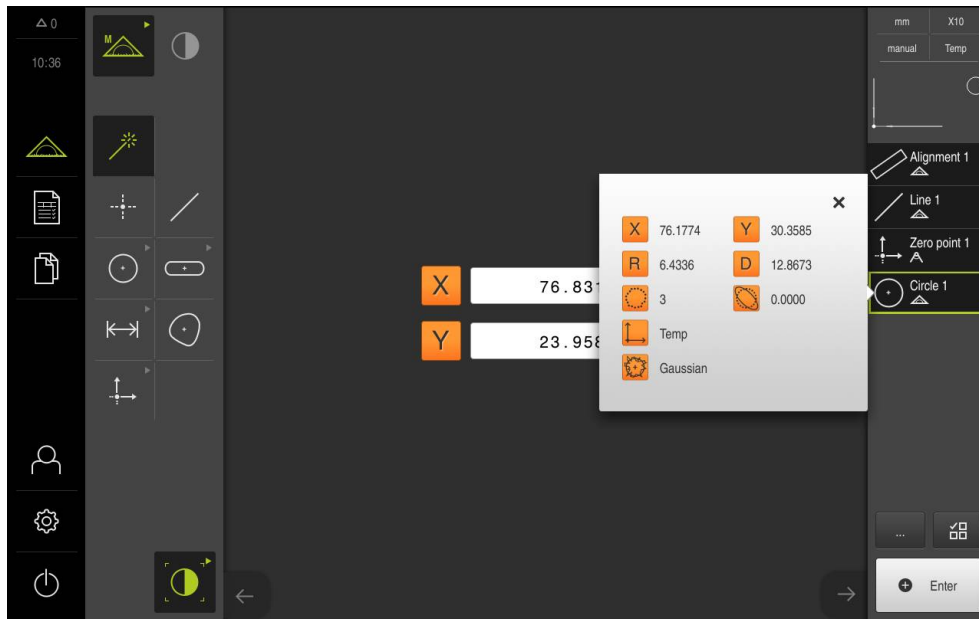 0
10:36
M
mm X10
manual Temp
Alignment 1
Line 1
Zero point 1
Circle 1
X 76.1774 Y 30.3585
R 6.4336 D 12.8673
3 0.0000
Temp
Gaussian
X 76.831
Y 23.958
...
Enter